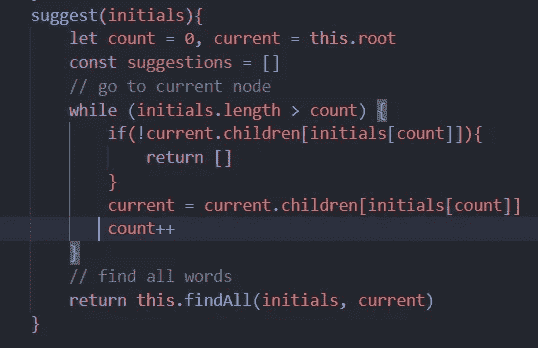 suggest(initials){
let count = 0, current = this.root
const suggestions = []
// go to current node
while (initials.length > count) {
if(!current.children[initials[count]]){
return []
}
current = current.children[initials[count]]
count++
}
// find all words
return this.findAll(initials, current)
}